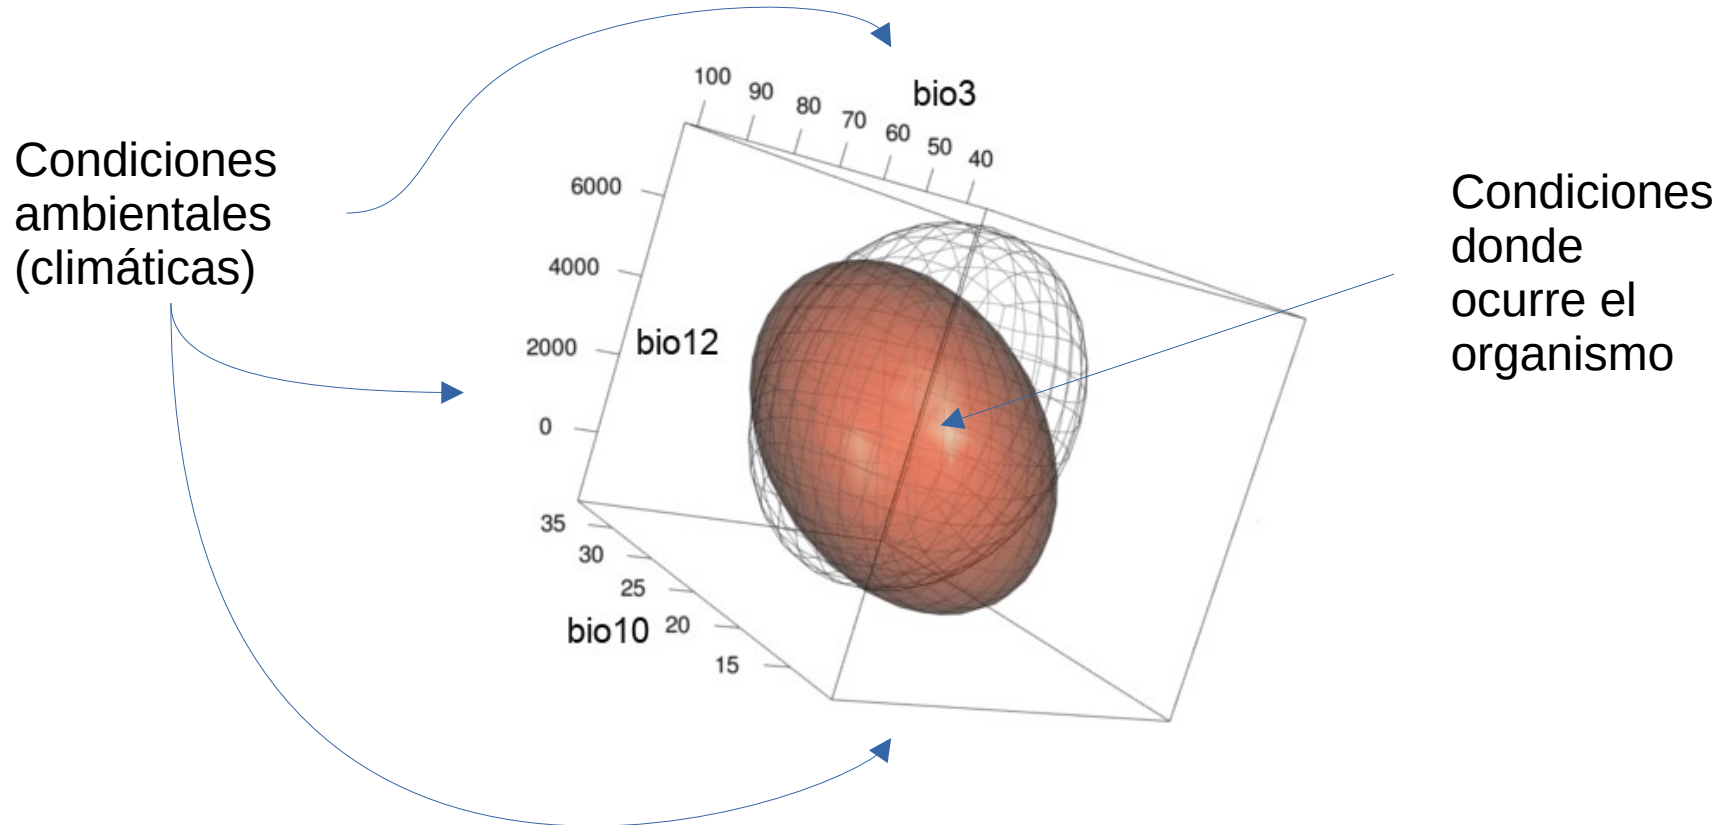 Condiciones
ambientales
(climáticas)
bio3
100 90 80 70 60 50 40
6000
4000
2000
0
bio12
35
30
25
20
15
bio10
Condiciones
donde
ocurre el
organismo